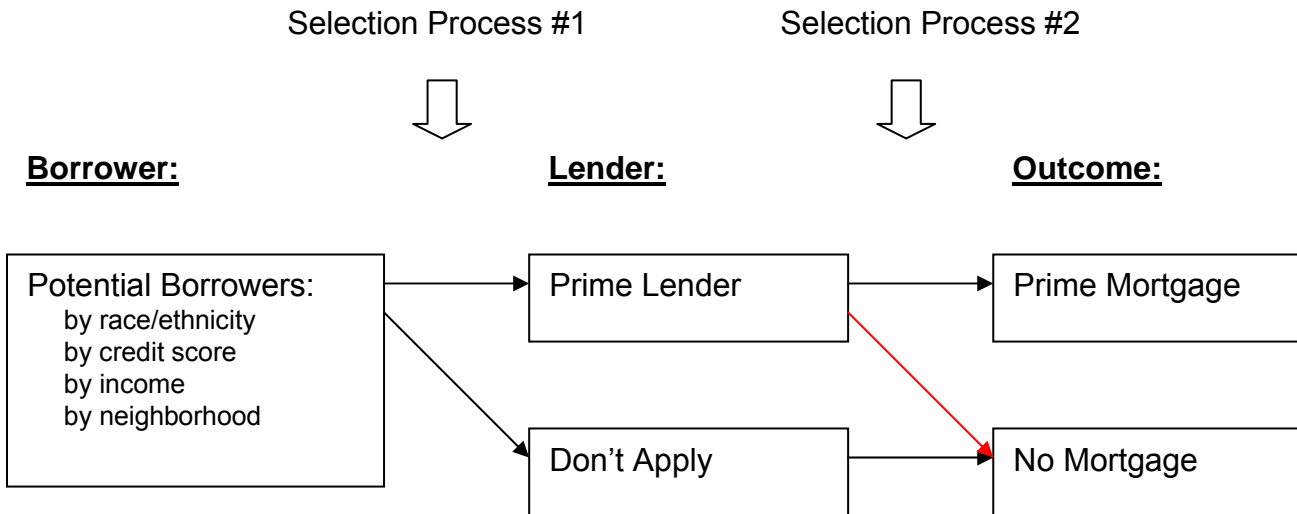 Selection Process #1
Selection Process #2
Borrower:
Lender:
Outcome:
Potential Borrowers:
by race/ethnicity
by credit score
by income
by neighborhood
Prime Lender
Prime Mortgage
Don’t Apply
No Mortgage